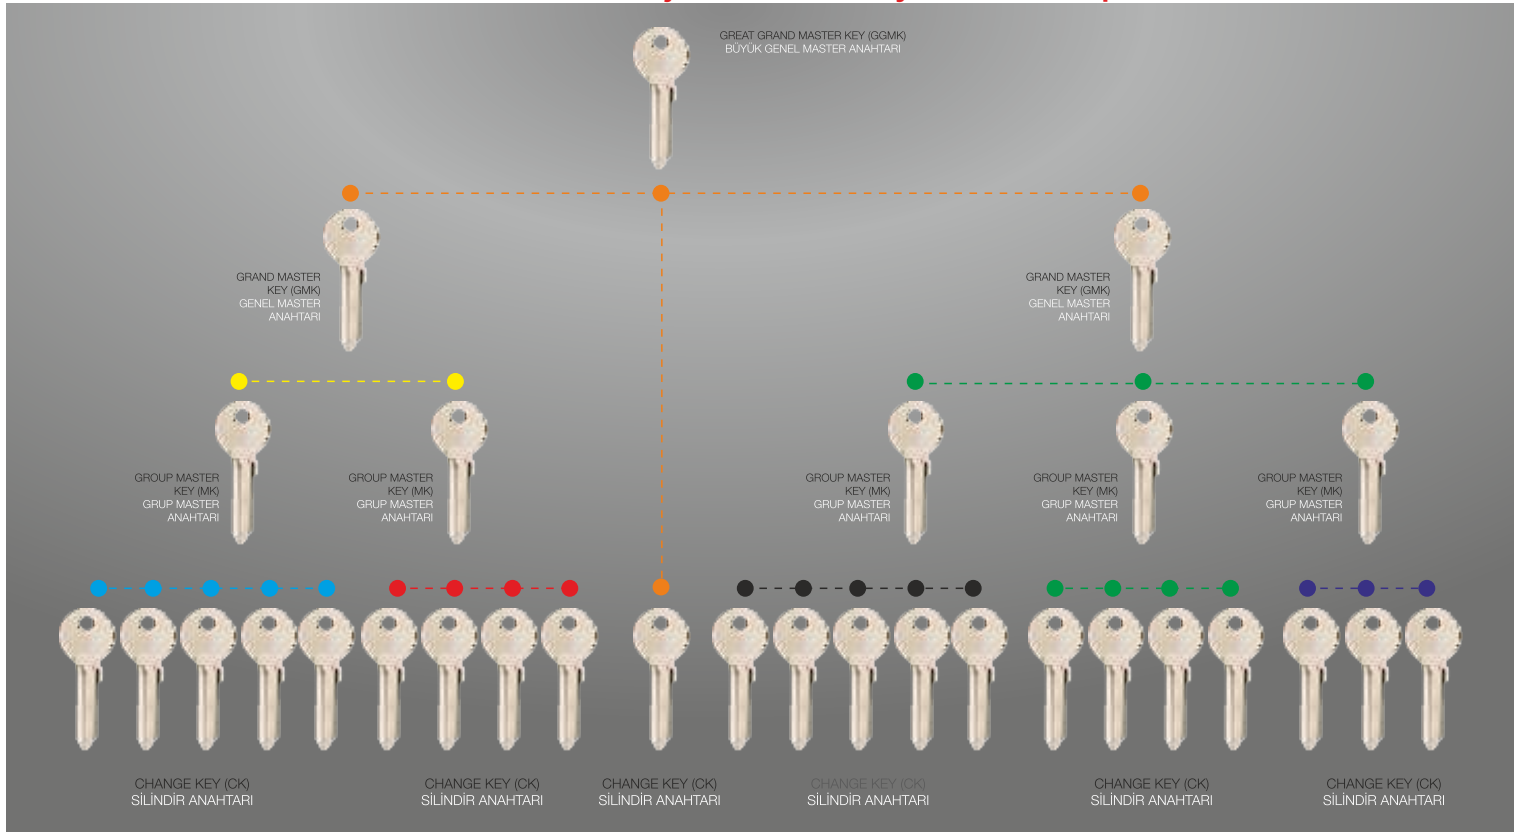 GREAT GRAND MASTER KEY (GGMK)
BÜYÜK GENEL MASTER ANAHTARI
GRAND MASTER
KEY (GMK)
GENEL MASTER
ANAHTARI
GRAND MASTER
KEY (GMK)
GENEL MASTER
ANAHTARI
GROUP MASTER
KEY (MK)
GRUP MASTER
ANAHTARI
GROUP MASTER
KEY (MK)
GRUP MASTER
ANAHTARI
GROUP MASTER
KEY (MK)
GRUP MASTER
ANAHTARI
GROUP MASTER
KEY (MK)
GRUP MASTER
ANAHTARI
GROUP MASTER
KEY (MK)
GRUP MASTER
ANAHTARI
CHANGE KEY (CK)
SİLİNDİR ANAHTARI
CHANGE KEY (CK)
SİLİNDİR ANAHTARI
CHANGE KEY (CK)
SİLİNDİR ANAHTARI
CHANGE KEY (CK)
SİLİNDİR ANAHTARI
CHANGE KEY (CK)
SİLİNDİR ANAHTARI
CHANGE KEY (CK)
SİLİNDİR ANAHTARI